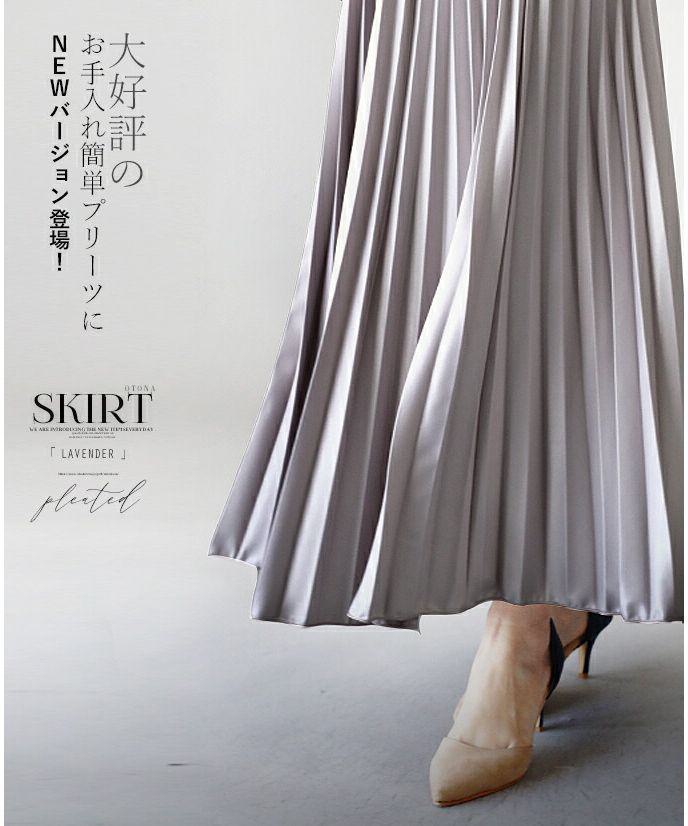 大好評の
お手入れ簡単プリーツに
NEWバージョン登場！
OTONA
SKIRT
WE ARE INTRODUCING THE NEW ITEMS EVERYDAY
「 LAVENDER 」
pleated